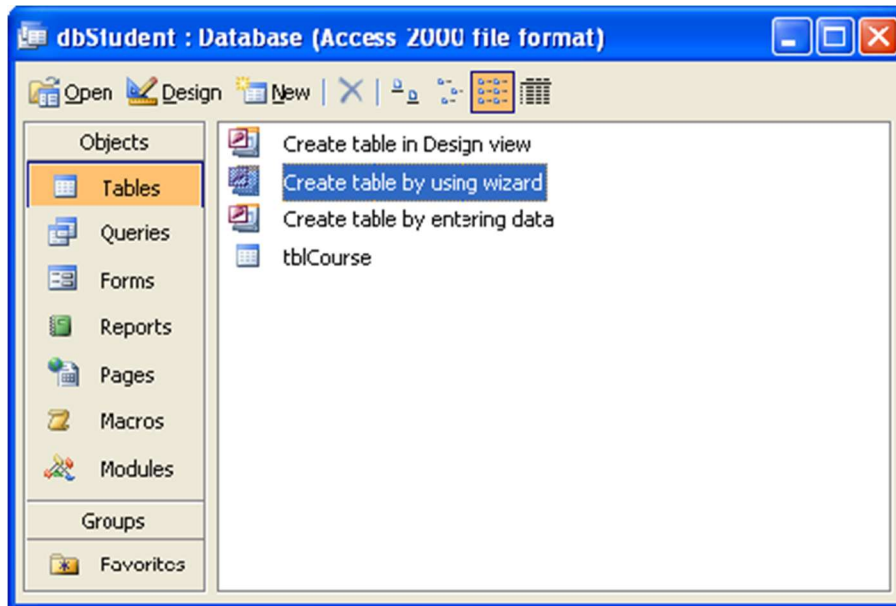 dbStudent : Database (Access 2000 file format)
Open Design New
Objects
Tables
Queries
Forms
Reports
Pages
Macros
Modules
Groups
Favorites
Create table in Design view
Create table by using wizard
Create table by entering data
tblCourse